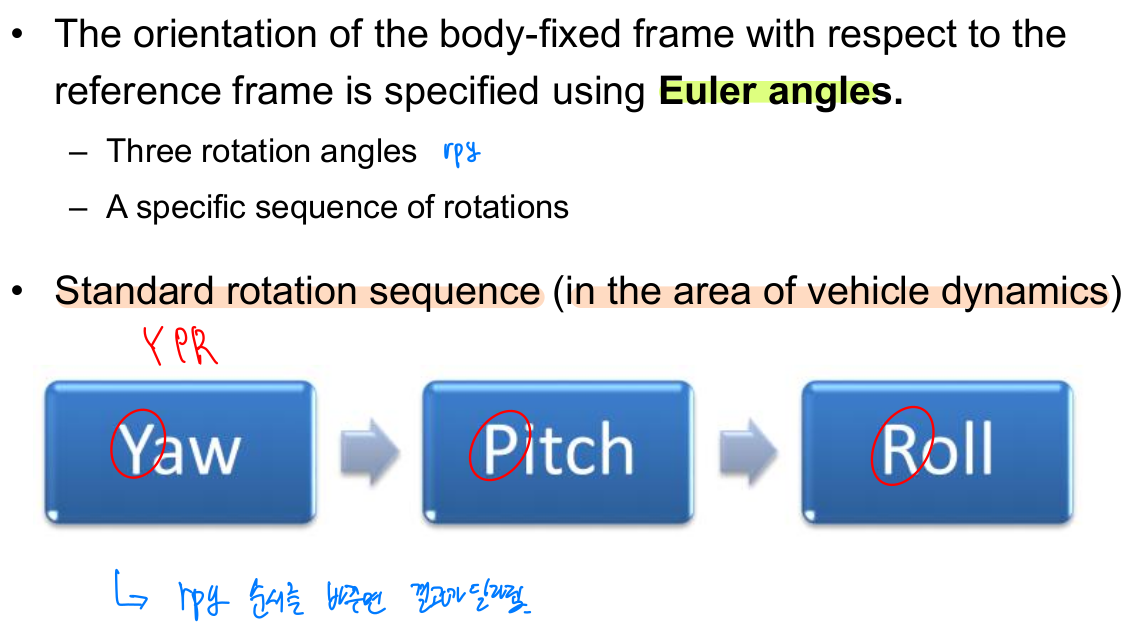 • The orientation of the body-fixed frame with respect to the
reference frame is specified using Euler angles.
– Three rotation angles rpy
– A specific sequence of rotations
• Standard rotation sequence (in the area of vehicle dynamics)
YPR
Yaw Pitch Roll
↳ rpy 순서를 바꾸면 결과가 달라짐.